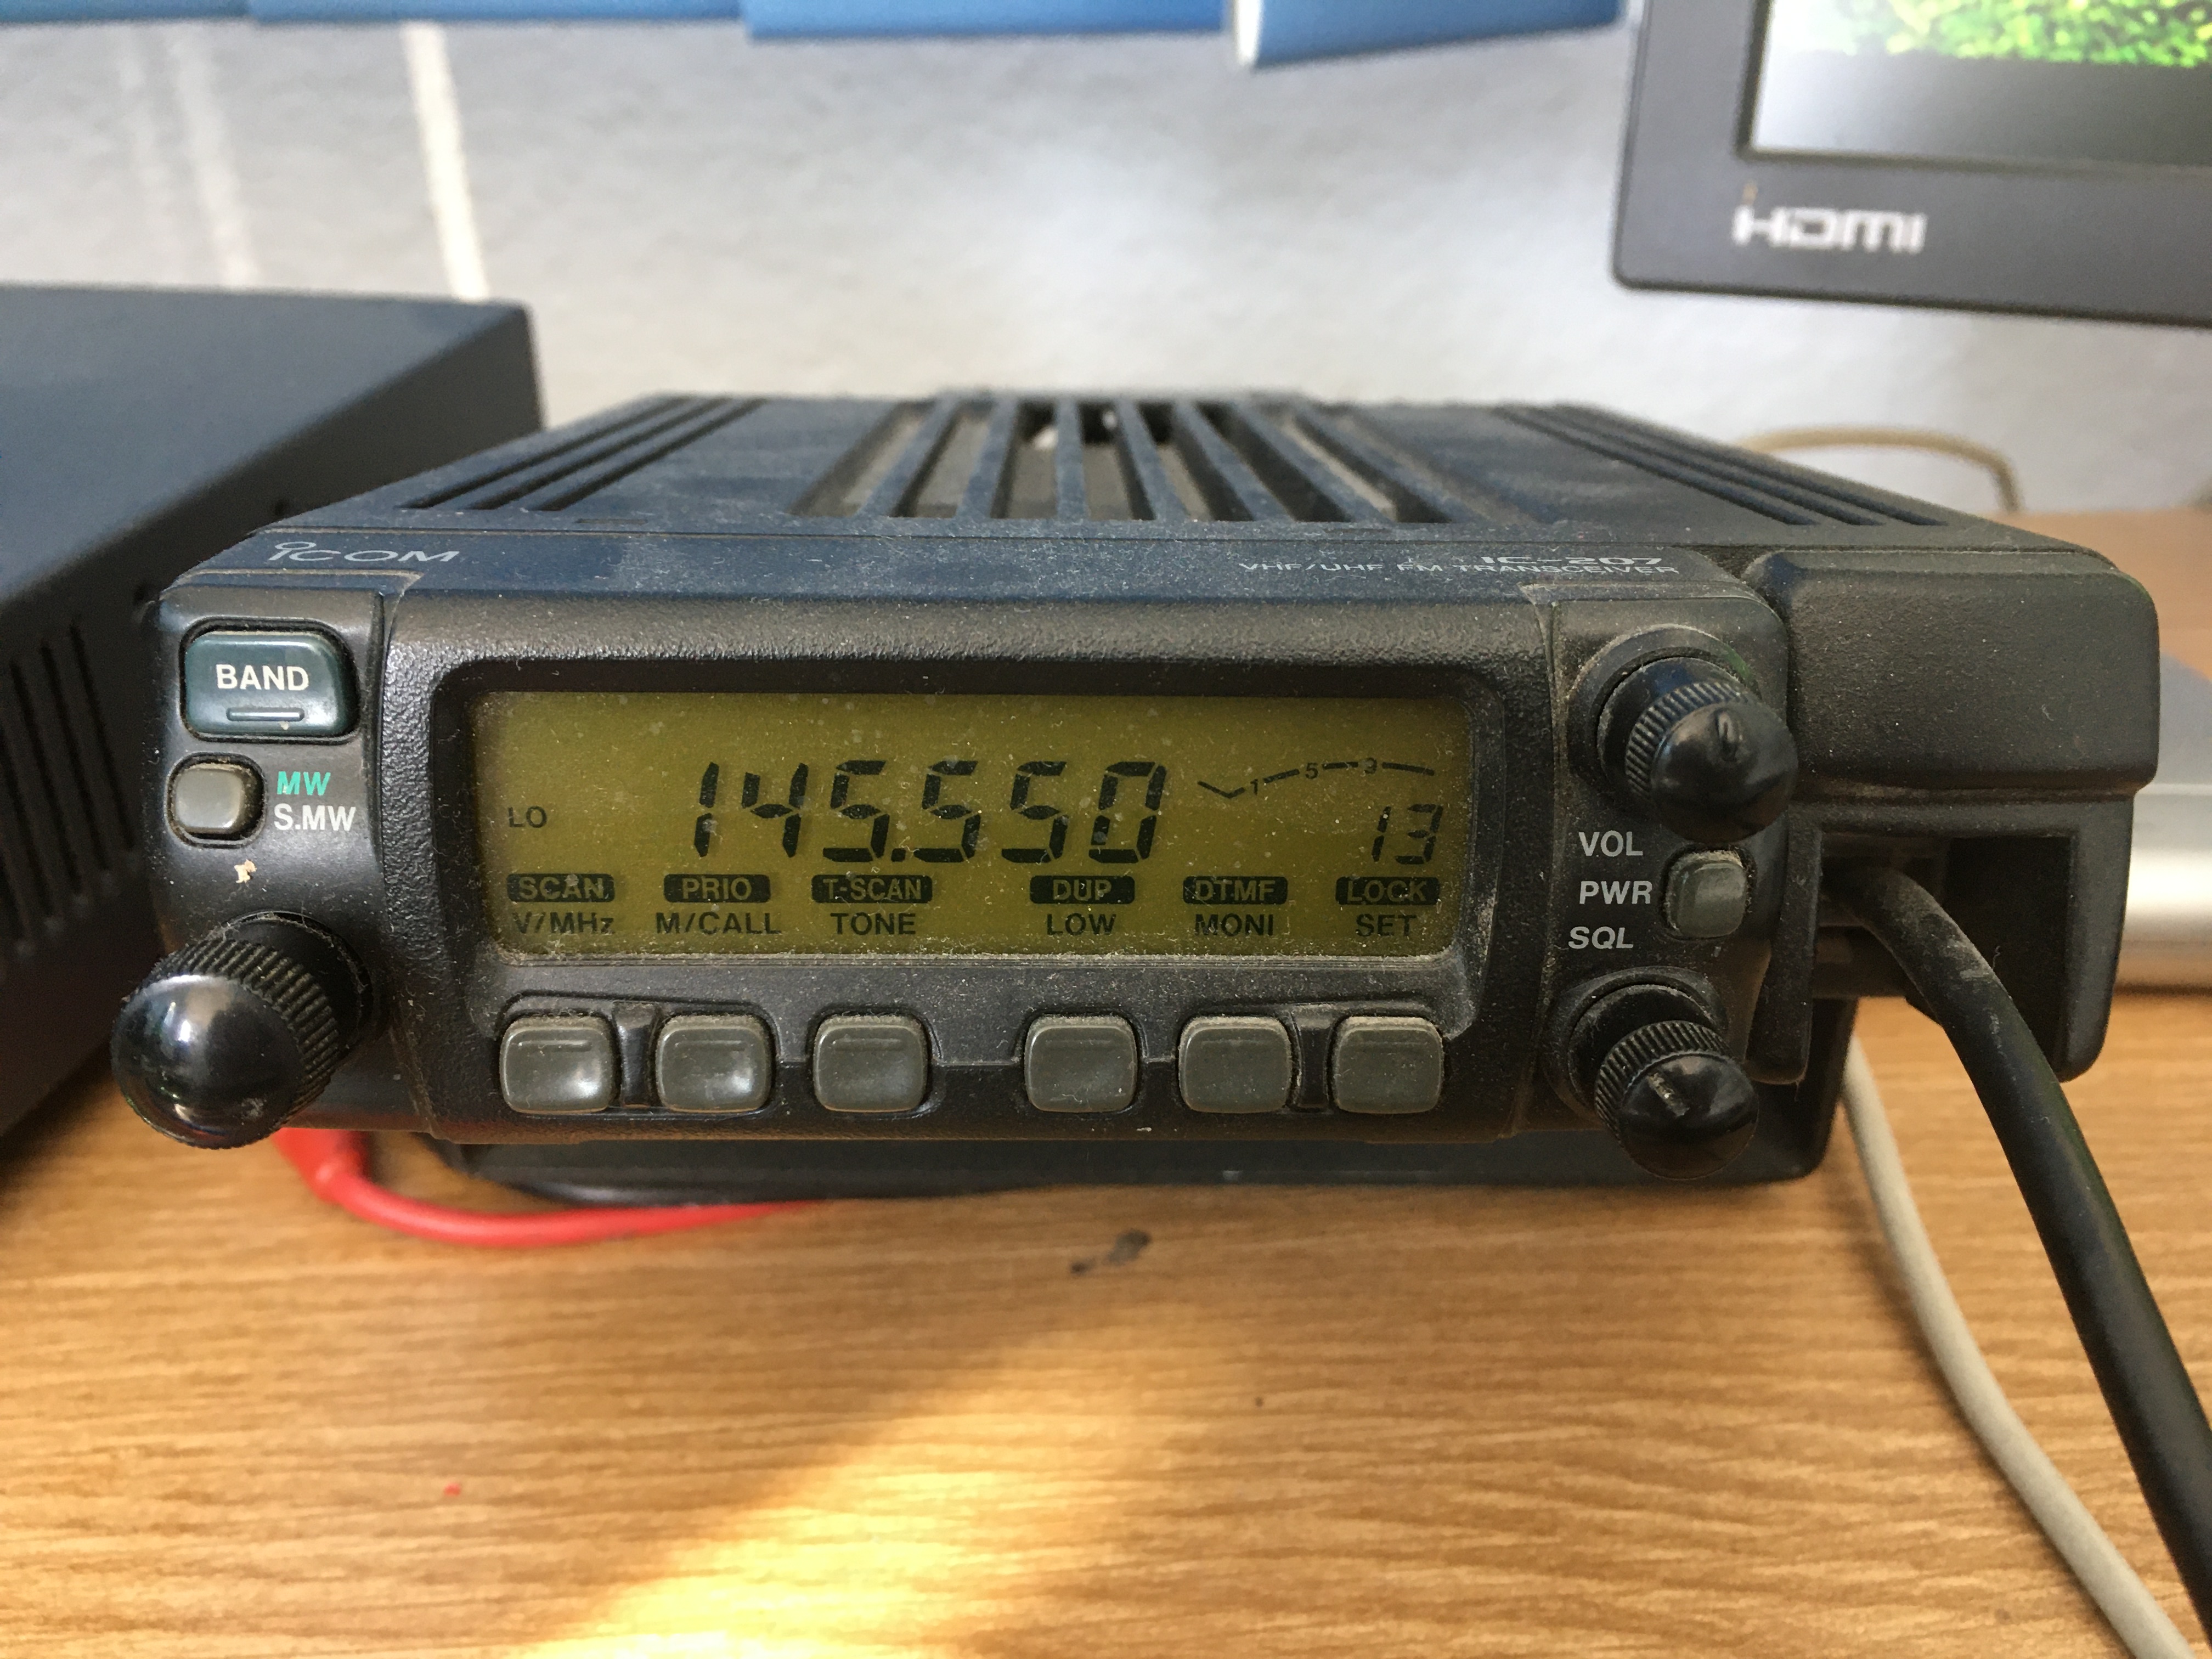 HDMI
ICOM
IC-207
VHF/UHF FM TRANSCEIVER
BAND
MW
S.MW
LO
145.550
1 5 9
13
SCAN PRIO T-SCAN DUP DTMF LOCK
V/MHz M/CALL TONE LOW MONI SET
VOL
PWR
SQL